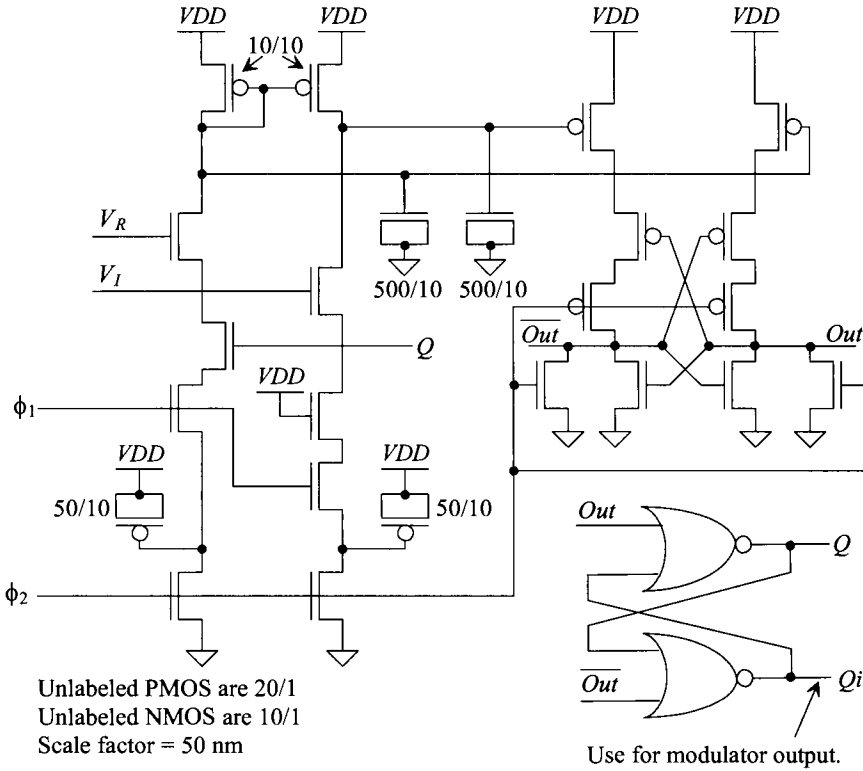 VDD VDD VDD VDD
10/10
V_R
V_I
500/10 500/10
Q
\overline{Out} Out
VDD
ϕ1
VDD VDD
50/10 50/10
ϕ2
Out Q
\overline{Out} Qi
Unlabeled PMOS are 20/1
Unlabeled NMOS are 10/1
Scale factor = 50 nm
Use for modulator output.